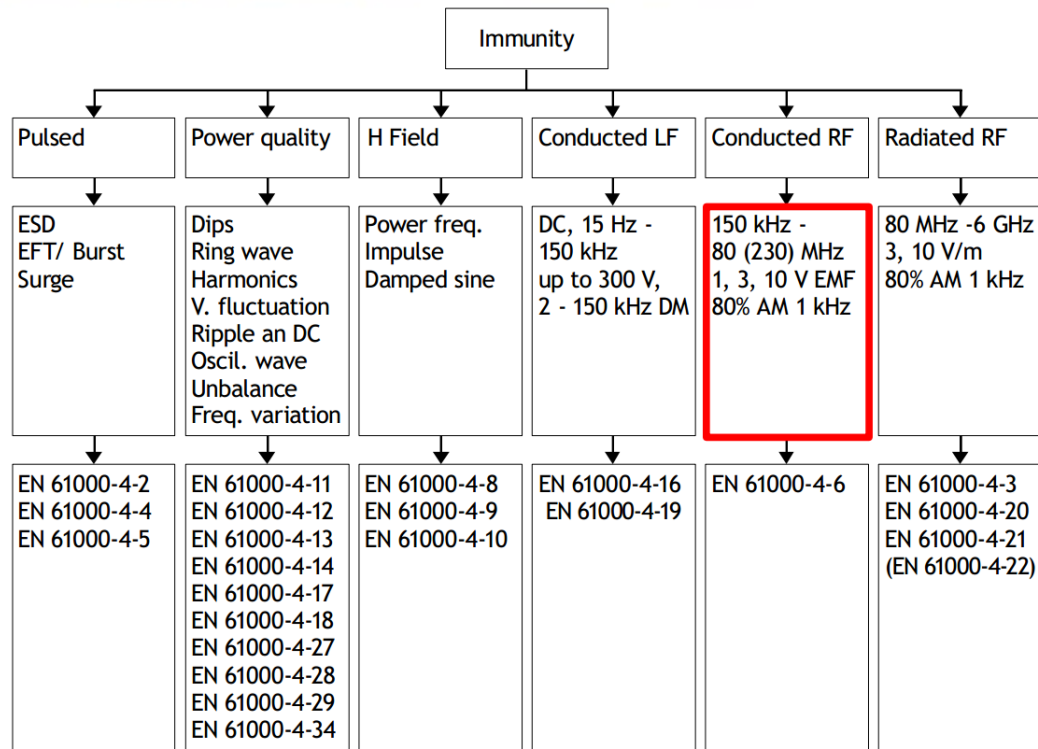 Immunity
Pulsed
Power quality
H Field
Conducted LF
Conducted RF
Radiated RF
ESD
EFT/ Burst
Surge
Dips
Ring wave
Harmonics
V. fluctuation
Ripple an DC
Oscil. wave
Unbalance
Freq. variation
Power freq.
Impulse
Damped sine
DC, 15 Hz -
150 kHz
up to 300 V,
2 - 150 kHz DM
150 kHz -
80 (230) MHz
1, 3, 10 V EMF
80% AM 1 kHz
80 MHz -6 GHz
3, 10 V/m
80% AM 1 kHz
EN 61000-4-2
EN 61000-4-4
EN 61000-4-5
EN 61000-4-11
EN 61000-4-12
EN 61000-4-13
EN 61000-4-14
EN 61000-4-17
EN 61000-4-18
EN 61000-4-27
EN 61000-4-28
EN 61000-4-29
EN 61000-4-34
EN 61000-4-8
EN 61000-4-9
EN 61000-4-10
EN 61000-4-16
EN 61000-4-19
EN 61000-4-6
EN 61000-4-3
EN 61000-4-20
EN 61000-4-21
(EN 61000-4-22)